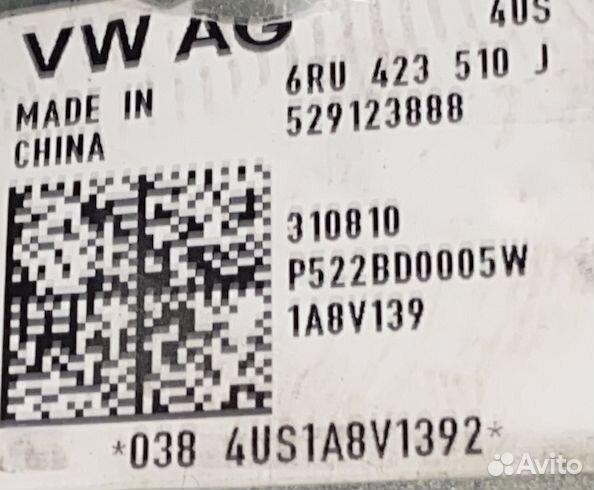 VW AG
4US
MADE IN
CHINA
6RU 423 510 J
529123888
310810
P522BD0005W
1A8V139
*038 4US1A8V1392*
Avito